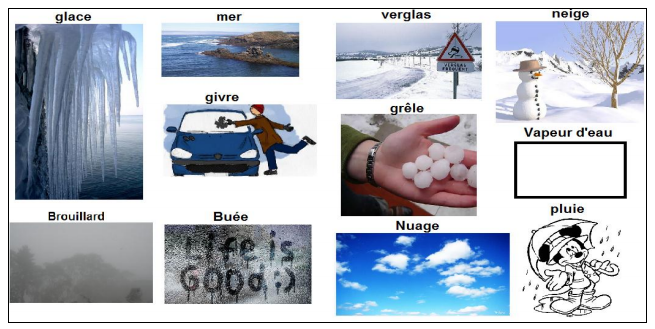 glace
mer
verglas
neige
givre
grêle
Vapeur d'eau
Brouillard
Buée
Nuage
pluie
Life is
GOOd :)